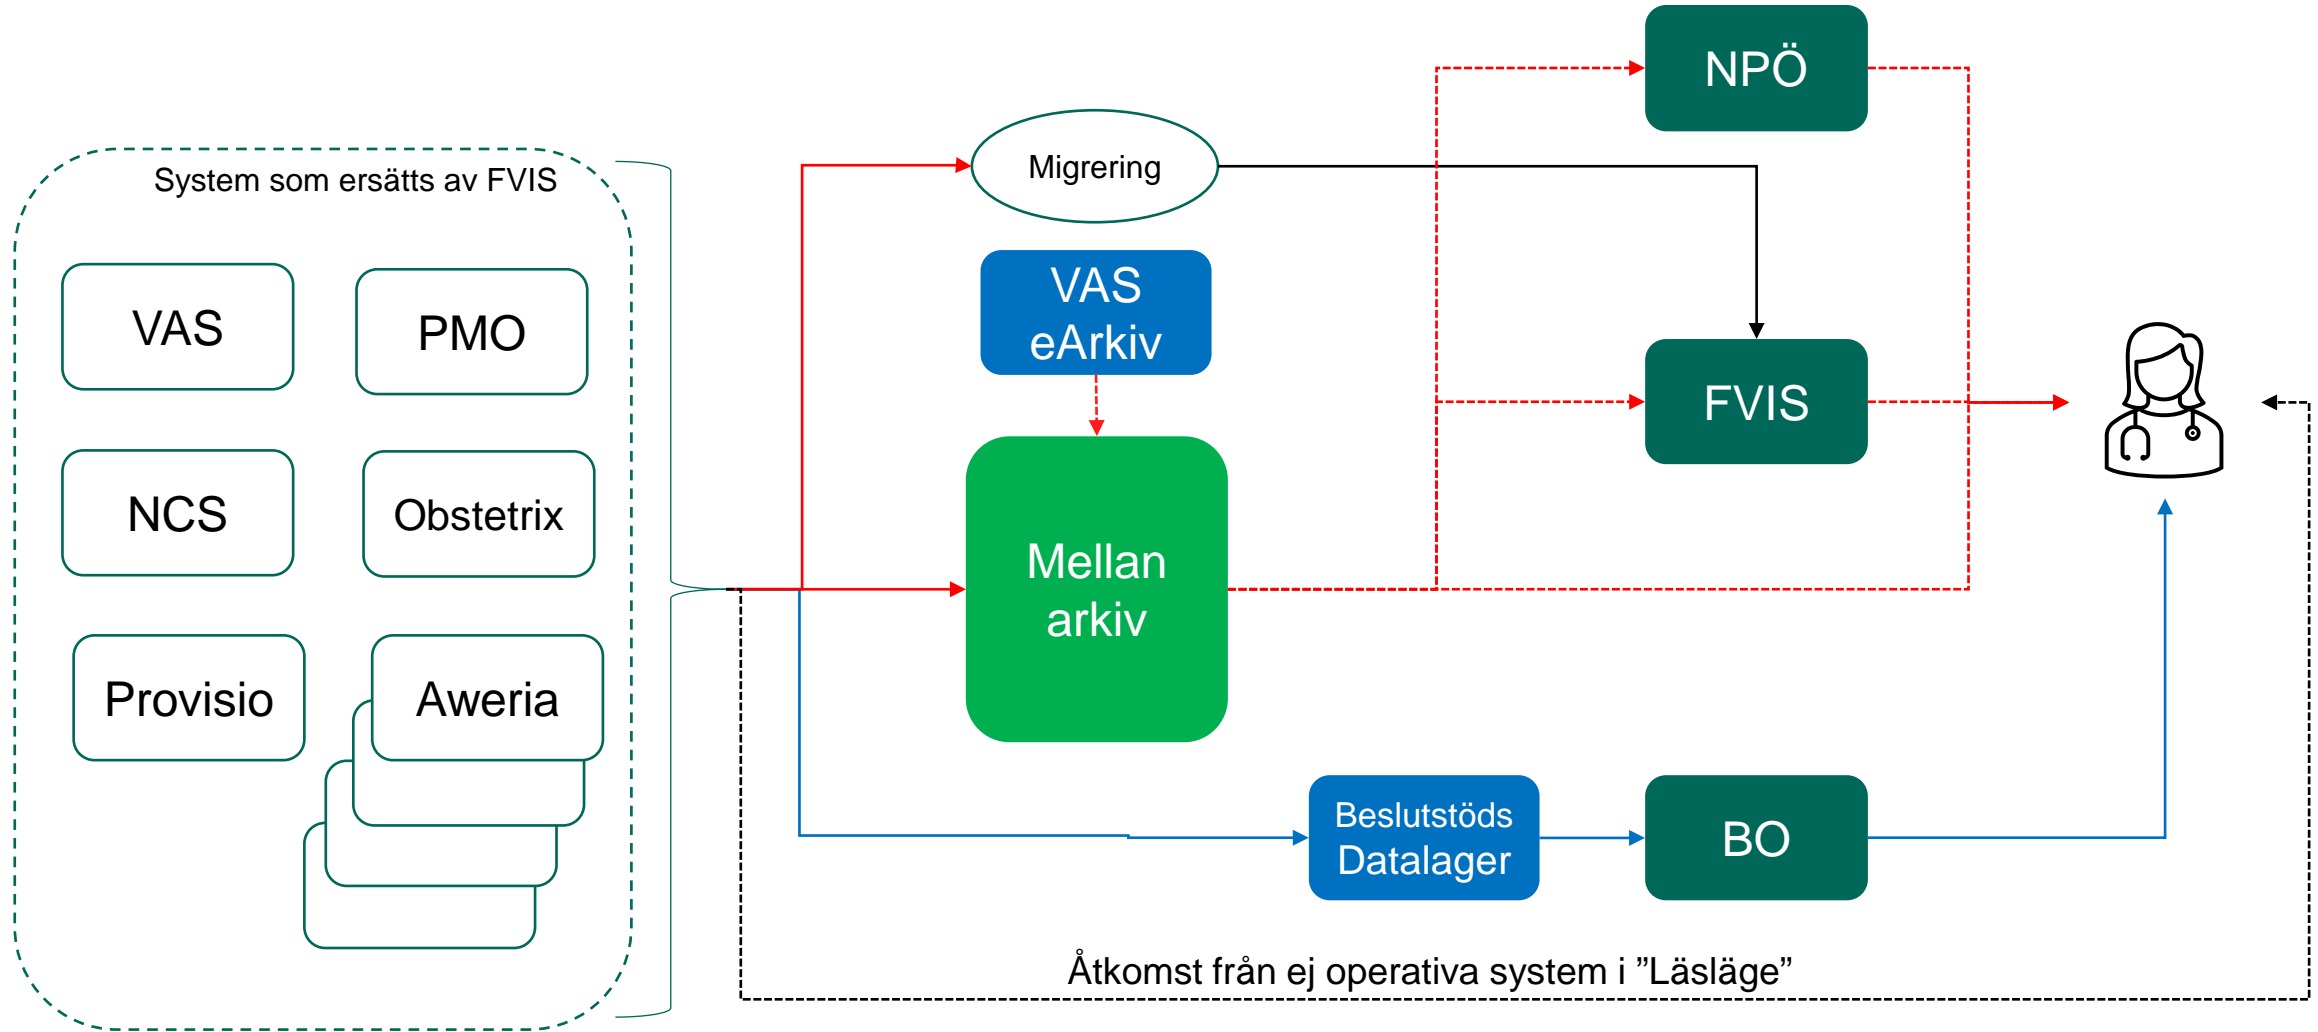 System som ersätts av FVIS
VAS
PMO
NCS
Obstetrix
Provisio
Aweria
Migrering
VAS
eArkiv
Mellan
arkiv
NPÖ
FVIS
Beslutstöds
Datalager
BO
Åtkomst från ej operativa system i ”Läsläge”